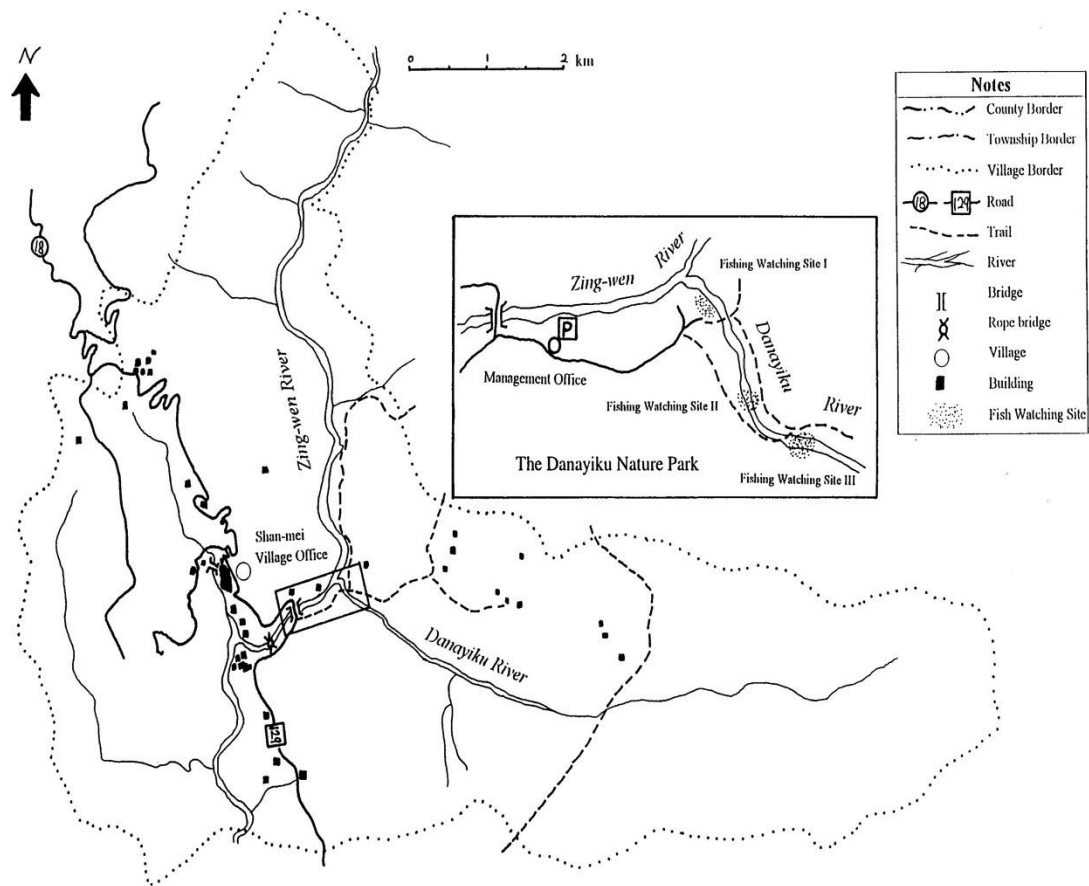 N
0 1 2 km
Notes
County Border
Township Border
Village Border
18 129 Road
Trail
River
Bridge
Rope bridge
Village
Building
Fish Watching Site
18
Zing-wen River
Fishing Watching Site I
Zing-wen River
P
Danayiku River
Management Office
Fishing Watching Site II
The Danayiku Nature Park
Fishing Watching Site III
Shan-mei
Village Office
Danayiku River
129